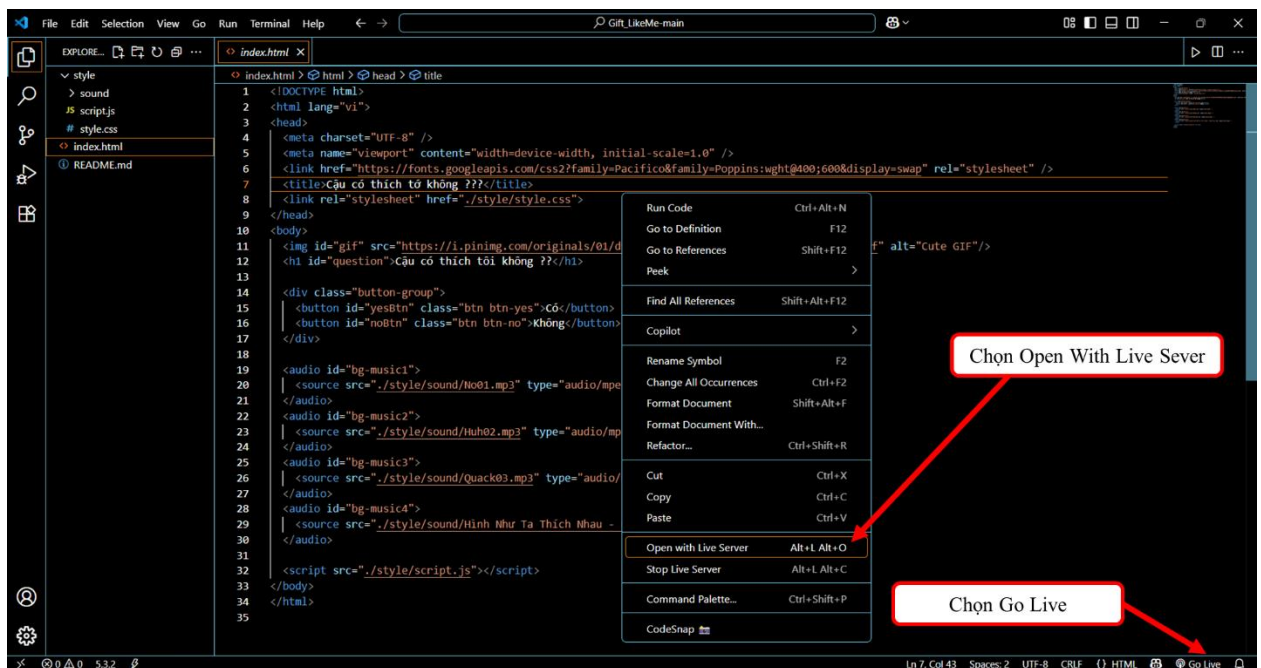 File Edit Selection View Go Run Terminal Help Gift_LikeMe-main
EXPLORE... index.html
index.html > html > head > title
style
sound
JS script.js
# style.css
index.html
README.md
1 <!DOCTYPE html>
2 <html lang="vi">
3 <head>
4 <meta charset="UTF-8" />
5 <meta name="viewport" content="width=device-width, initial-scale=1.0" />
6 <link href="https://fonts.googleapis.com/css2?family=Pacifico&family=Poppins:wght@400;600&display=swap" rel="stylesheet" />
7 <title>Cậu có thích tớ không ???</title>
8 <link rel="stylesheet" href="./style/style.css">
9 </head>
10 <body>
11 <img id="gif" src="https://i.pinimg.com/originals/01/d f" alt="Cute GIF"/>
12 <h1 id="question">Cậu có thích tôi không ??</h1>
13
14 <div class="button-group">
15 <button id="yesBtn" class="btn btn-yes">Có</button>
16 <button id="noBtn" class="btn btn-no">Không</button>
17 </div>
18
19 <audio id="bg-music1">
20 <source src="./style/sound/No01.mp3" type="audio/mpe
21 </audio>
22 <audio id="bg-music2">
23 <source src="./style/sound/Huh02.mp3" type="audio/mp
24 </audio>
25 <audio id="bg-music3">
26 <source src="./style/sound/Quack03.mp3" type="audio/
27 </audio>
28 <audio id="bg-music4">
29 <source src="./style/sound/Hình Như Ta Thích Nhau -
30 </audio>
31
32 <script src="./style/script.js"></script>
33 </body>
34 </html>
35
Run Code Ctrl+Alt+N
Go to Definition F12
Go to References Shift+F12
Peek
Find All References Shift+Alt+F12
Copilot
Rename Symbol F2
Change All Occurrences Ctrl+F2
Format Document Shift+Alt+F
Format Document With...
Refactor... Ctrl+Shift+R
Cut Ctrl+X
Copy Ctrl+C
Paste Ctrl+V
Open with Live Server Alt+L Alt+O
Stop Live Server Alt+L Alt+C
Command Palette... Ctrl+Shift+P
CodeSnap
Chọn Open With Live Sever
Chọn Go Live
0 0 5.3.2 Ln 7, Col 43 Spaces: 2 UTF-8 CRLF {} HTML Go Live